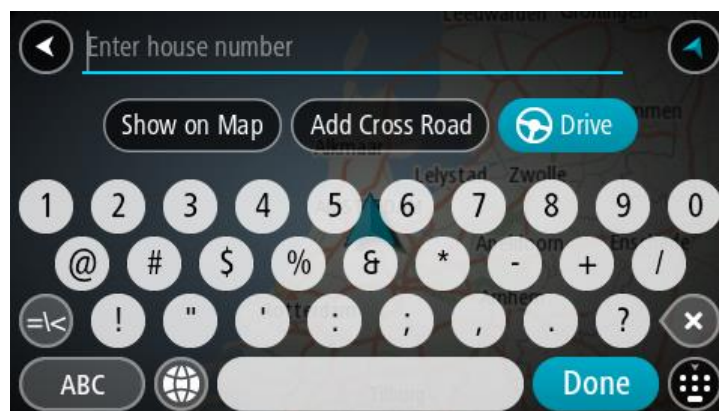 Leeuwarden Groningen
Enter house number
Show on Map Add Cross Road Drive
Alkmaar
Lelystad Zwolle
1 2 3 4 5 6 7 8 9 0
@ # $ % & * - + /
=\< ! " ' : ; , . ?
ABC Done
Tilburg